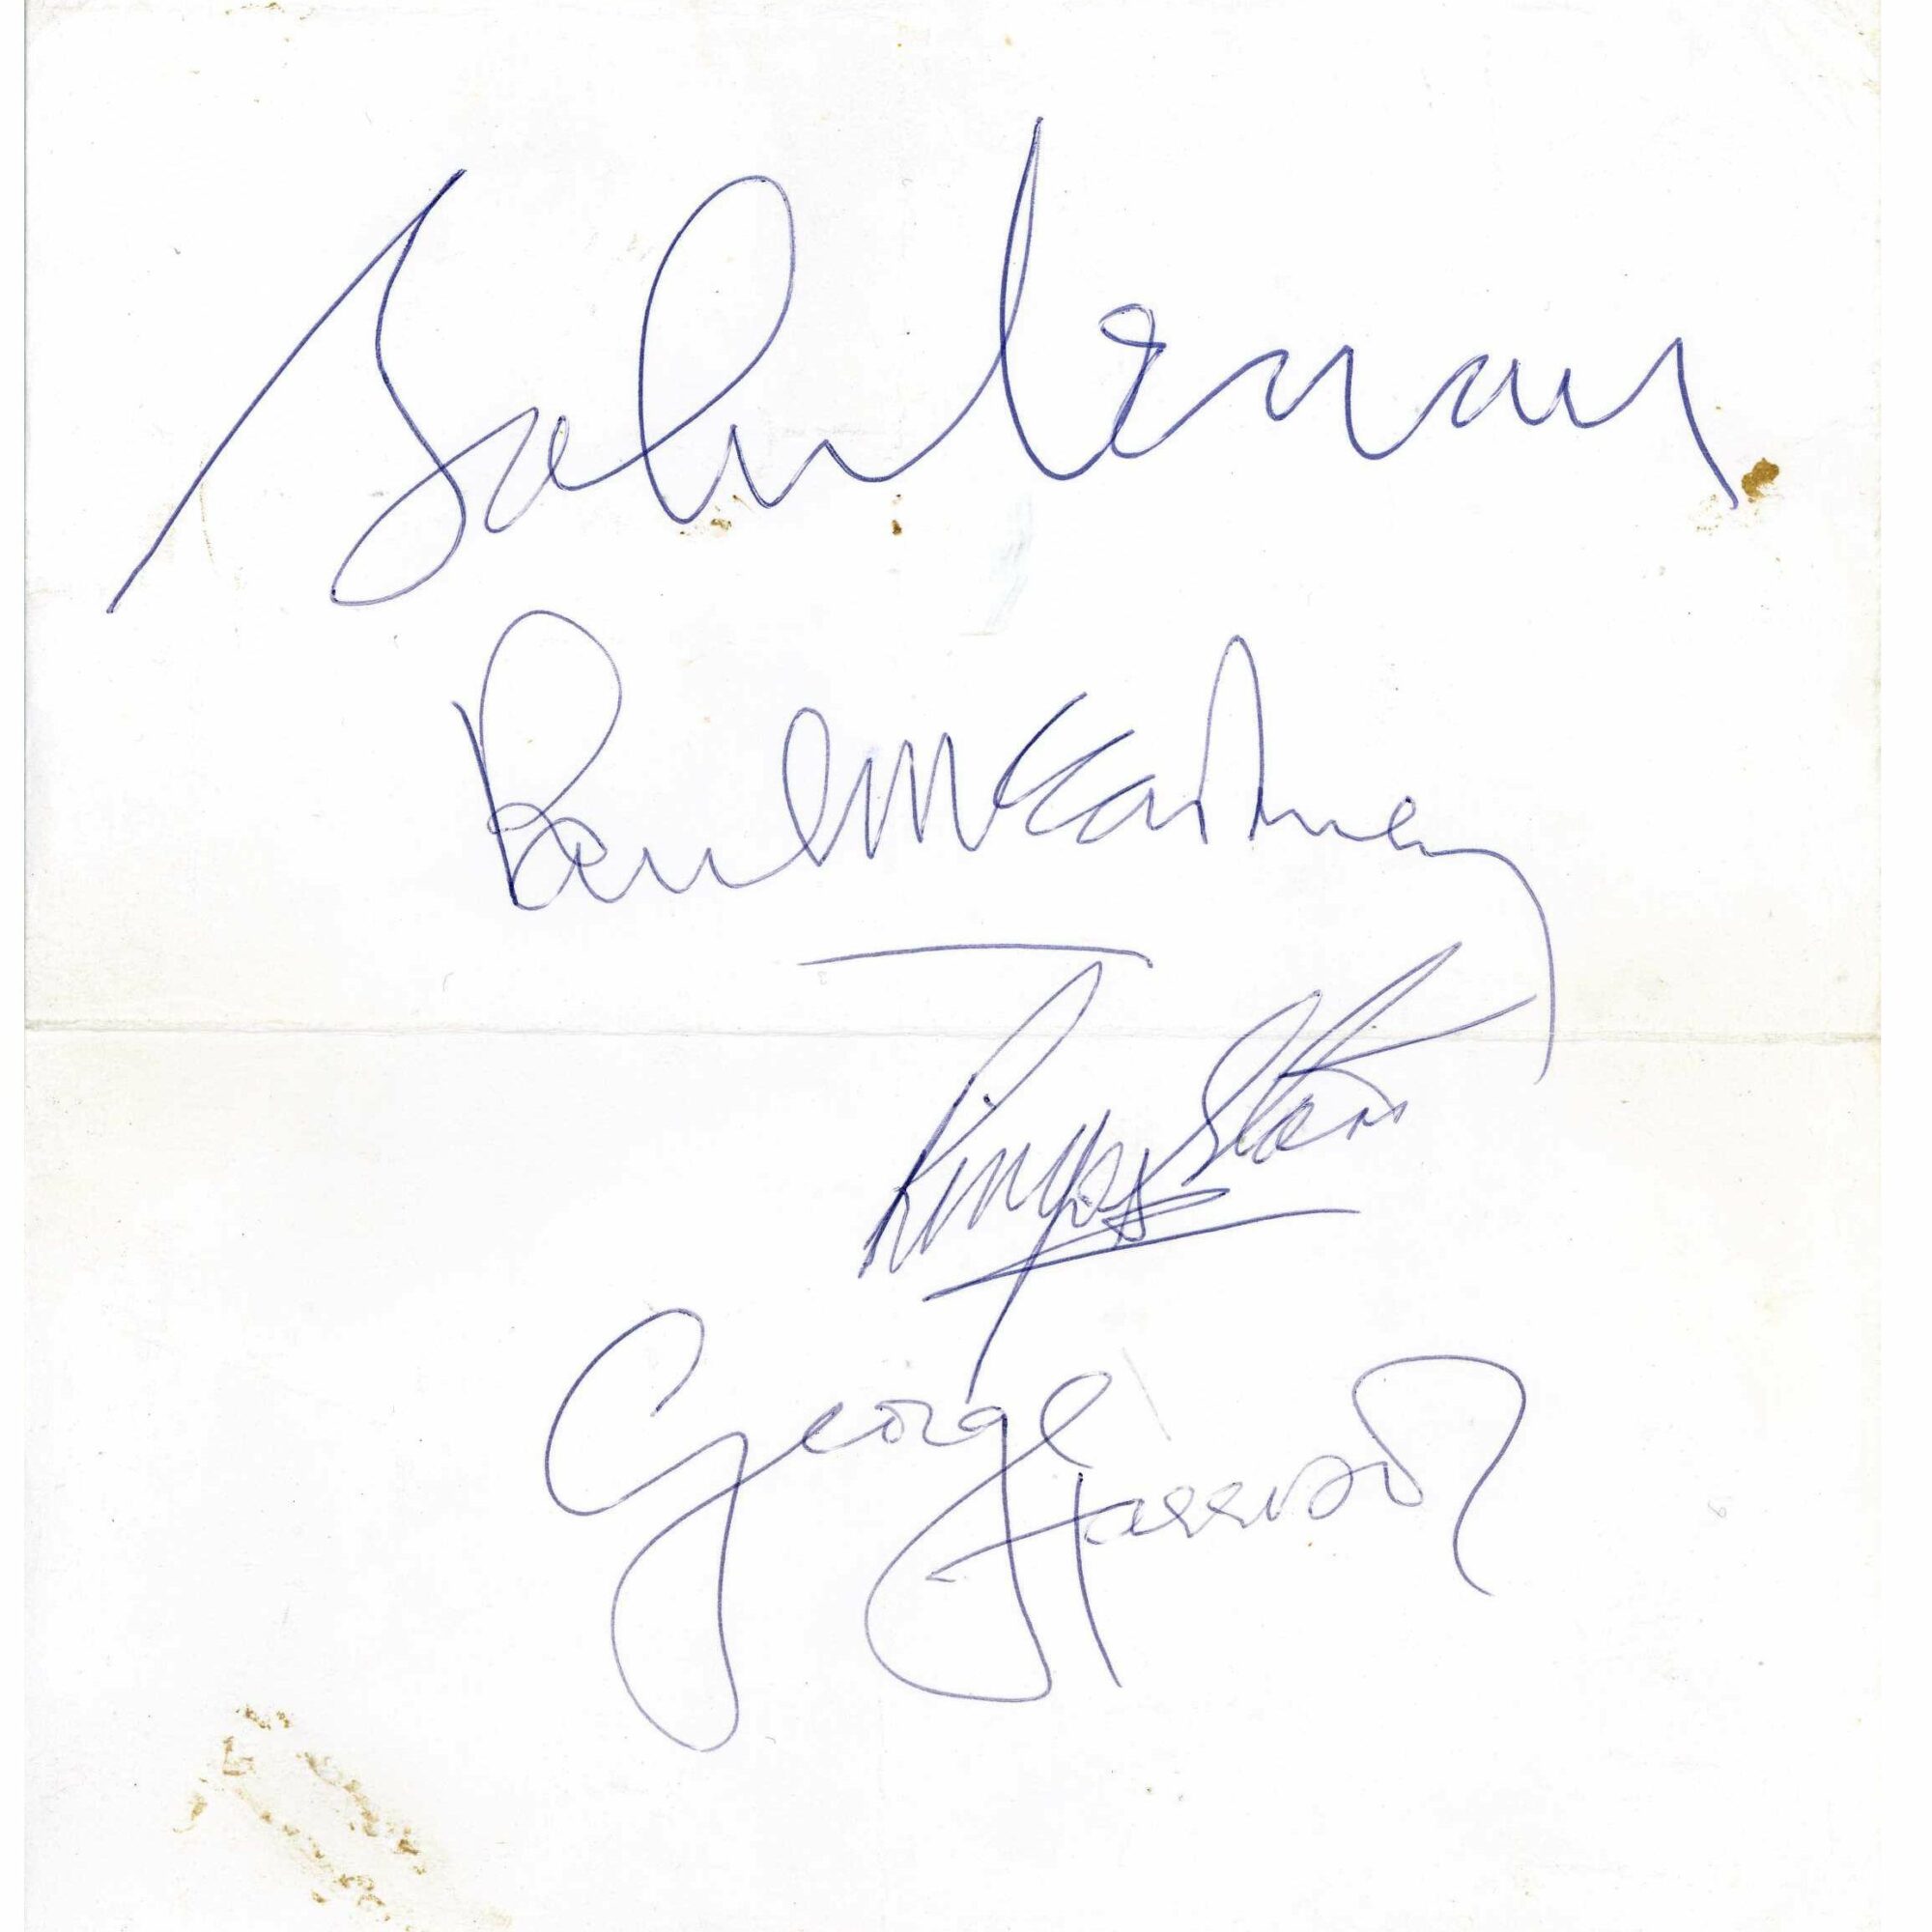 John Lennon
Paul McCartney
Ringo Starr
George Harrison